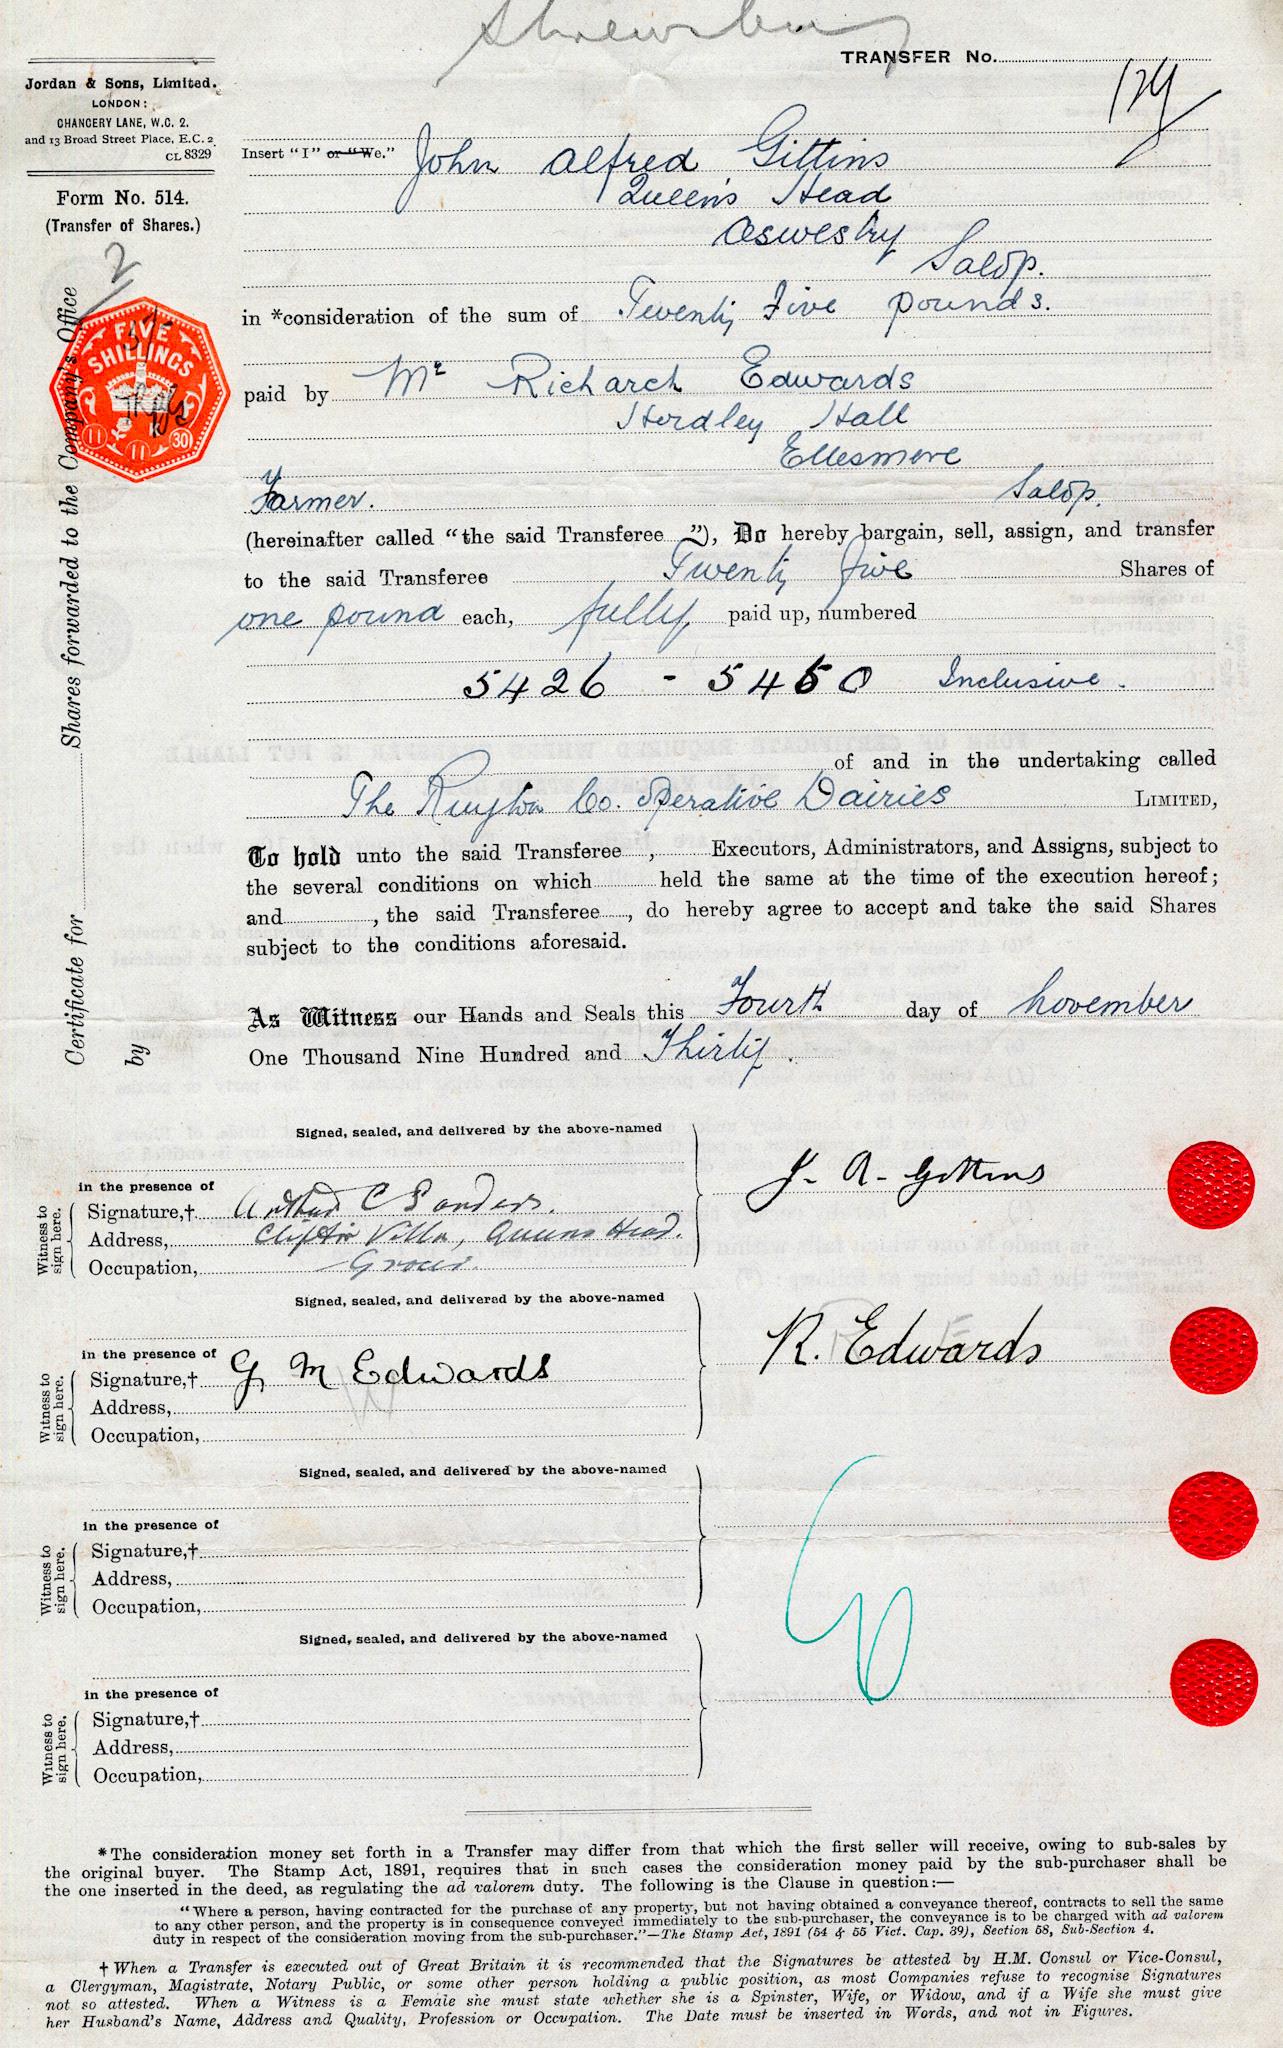 Shrewsbury
TRANSFER No.
179
Jordan & Sons, Limited.
LONDON:
CHANCERY LANE, W.C. 2.
and 13 Broad Street Place, E.C. 2
CL 8329
Form No. 514.
(Transfer of Shares.)
2
FIVE
SHILLINGS
5/-
11 11 30
Certificate for Shares forwarded to the Company's Office
by
Insert "I" or "We." John Alfred Gittins
Queen's Head
Oswestry
Salop.
in *consideration of the sum of Twenty Five pounds.
paid by Mr Richard Edwards
Hordley Hall
Ellesmere
Farmer. Salop.
(hereinafter called "the said Transferee "), Do hereby bargain, sell, assign, and transfer
to the said Transferee Twenty five Shares of
one pound each, fully paid up, numbered
5426 - 5450 Inclusive.
of and in the undertaking called
The Ruyton Co. operative Dairies LIMITED,
To hold unto the said Transferee , Executors, Administrators, and Assigns, subject to
the several conditions on which held the same at the time of the execution hereof;
and , the said Transferee , do hereby agree to accept and take the said Shares
subject to the conditions aforesaid.
As Witness our Hands and Seals this Fourth day of November
One Thousand Nine Hundred and Thirty.
Signed, sealed, and delivered by the above-named
J. A. Gittins
in the presence of
Witness to sign here.
Signature,† Arthur C Sanders.
Address, Clifton Villa, Queens Head.
Occupation, Grocer.
Signed, sealed, and delivered by the above-named
R. Edwards
in the presence of
Witness to sign here.
Signature,† G M Edwards
Address,
Occupation,
Signed, sealed, and delivered by the above-named
in the presence of
Witness to sign here.
Signature,†
Address,
Occupation,
Signed, sealed, and delivered by the above-named
in the presence of
Witness to sign here.
Signature,†
Address,
Occupation,
*The consideration money set forth in a Transfer may differ from that which the first seller will receive, owing to sub-sales by
the original buyer. The Stamp Act, 1891, requires that in such cases the consideration money paid by the sub-purchaser shall be
the one inserted in the deed, as regulating the ad valorem duty. The following is the Clause in question:—
"Where a person, having contracted for the purchase of any property, but not having obtained a conveyance thereof, contracts to sell the same
to any other person, and the property is in consequence conveyed immediately to the sub-purchaser, the conveyance is to be charged with ad valorem
duty in respect of the consideration moving from the sub-purchaser."—The Stamp Act, 1891 (54 & 55 Vict. Cap. 39), Section 58, Sub-Section 4.
† When a Transfer is executed out of Great Britain it is recommended that the Signatures be attested by H.M. Consul or Vice-Consul,
a Clergyman, Magistrate, Notary Public, or some other person holding a public position, as most Companies refuse to recognise Signatures
not so attested. When a Witness is a Female she must state whether she is a Spinster, Wife, or Widow, and if a Wife she must give
her Husband's Name, Address and Quality, Profession or Occupation. The Date must be inserted in Words, and not in Figures.